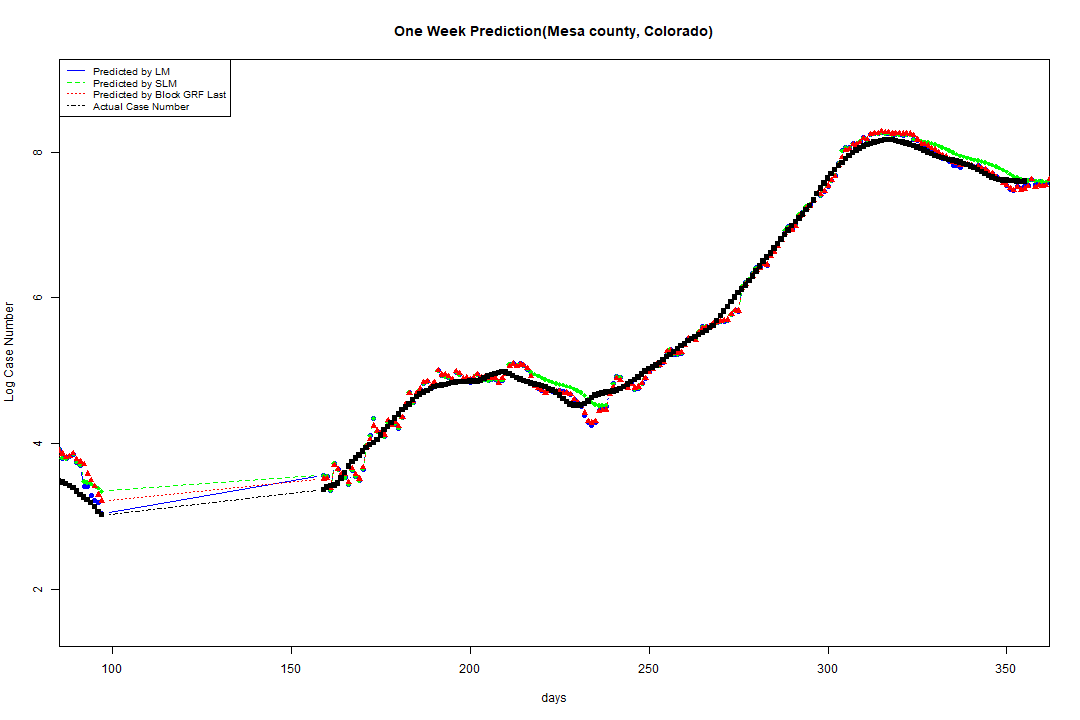 One Week Prediction(Mesa county, Colorado)
Predicted by LM
Predicted by SLM
Predicted by Block GRF Last
Actual Case Number
8
6
4
2
Log Case Number
100 150 200 250 300 350
days